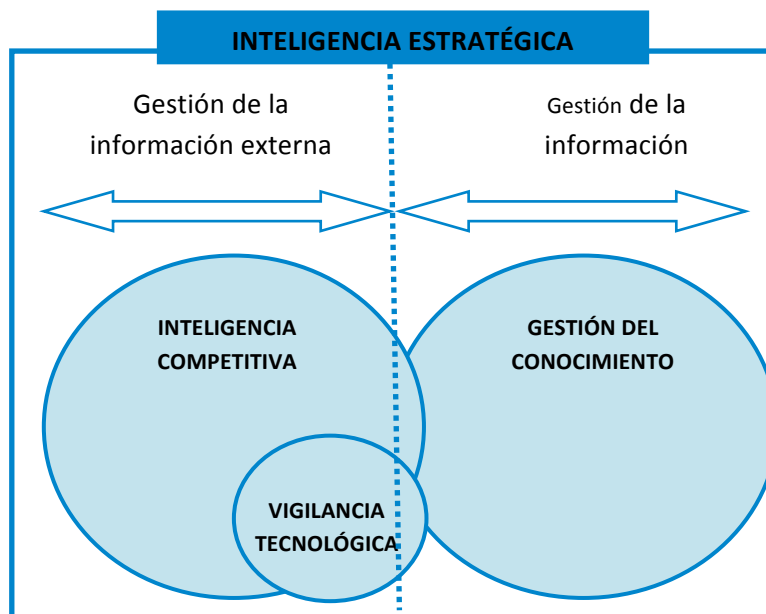 INTELIGENCIA ESTRATÉGICA
Gestión de la
información externa
Gestión de la
información
INTELIGENCIA
COMPETITIVA
GESTIÓN DEL
CONOCIMIENTO
VIGILANCIA
TECNOLÓGICA